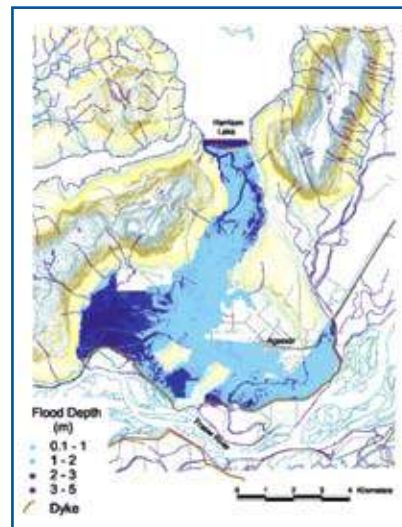 Harrison
Lake
Agassiz
Fraser River
Flood Depth
(m)
0.1 - 1
1 - 2
2 - 3
3 - 5
Dyke
0 1 2 3 4 Kilometers